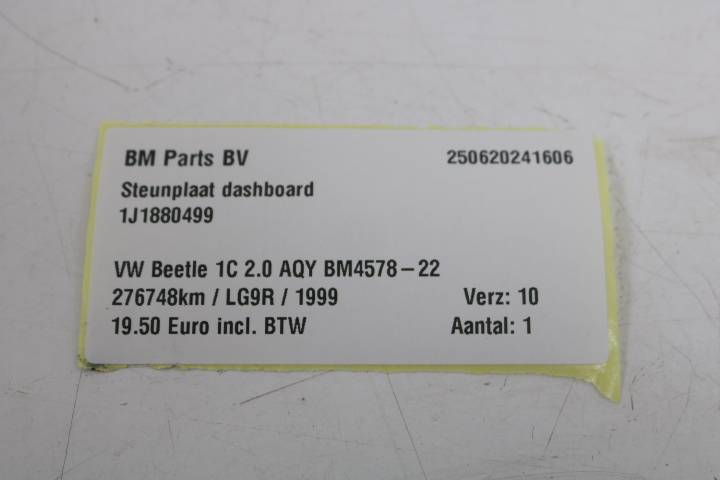 BM Parts BV 250620241606
Steunplaat dashboard
1J1880499
VW Beetle 1C 2.0 AQY BM4578-22
276748km / LG9R / 1999 Verz: 10
19.50 Euro incl. BTW Aantal: 1